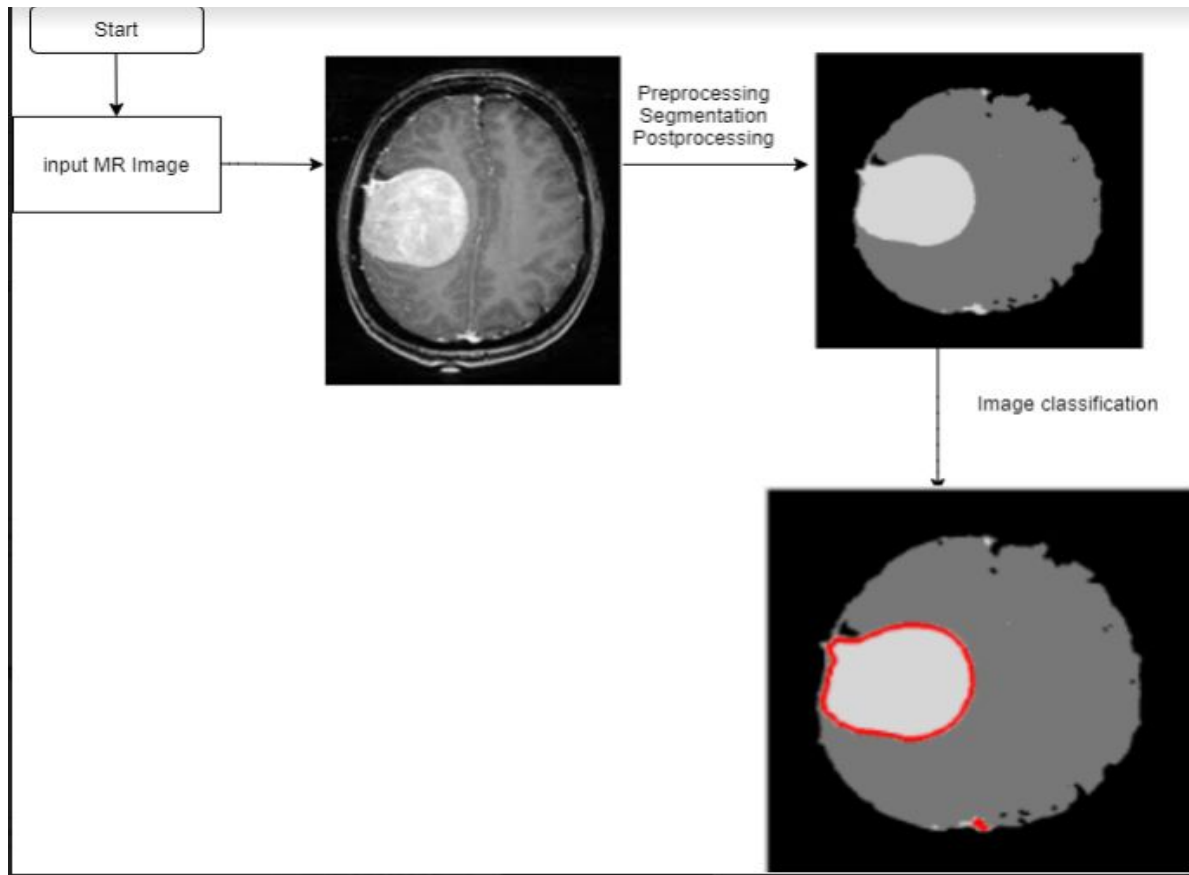 Start
input MR Image
Preprocessing
Segmentation
Postprocessing
Image classification